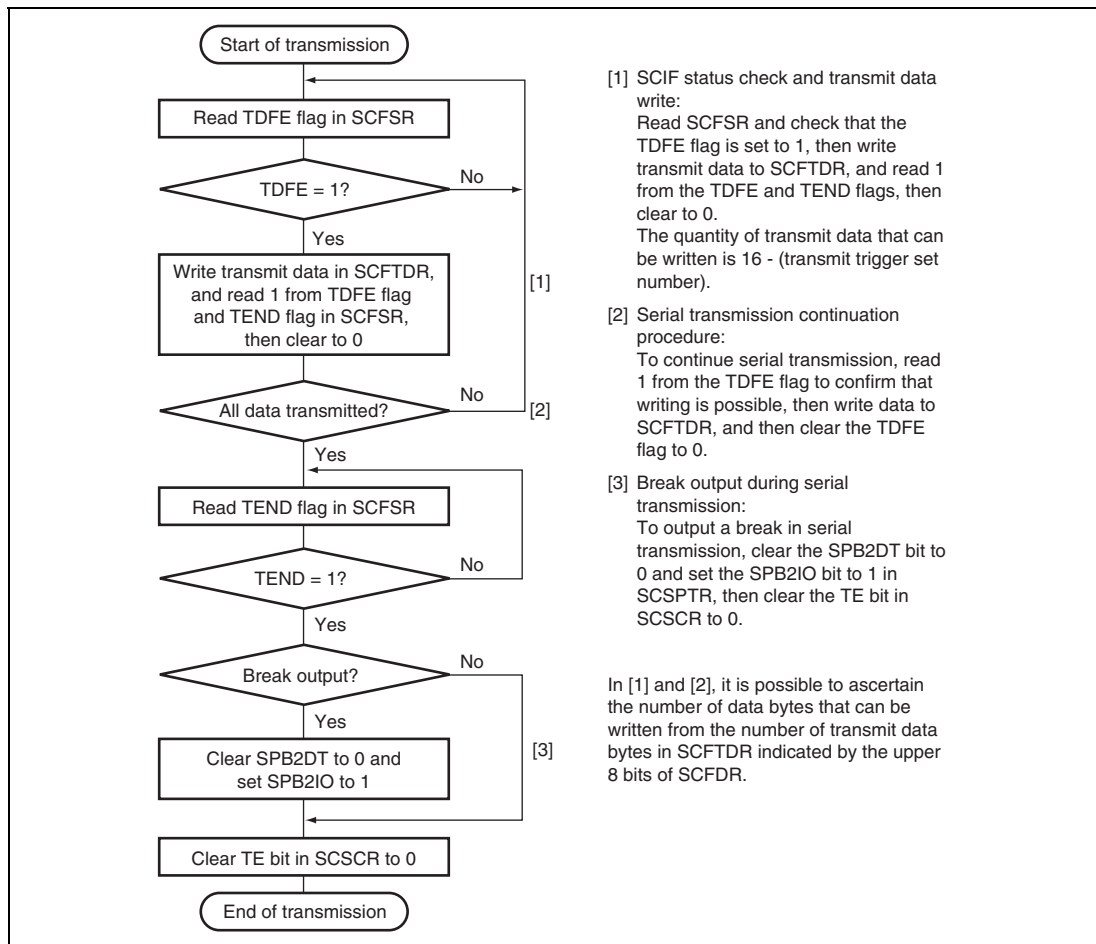 Start of transmission
Read TDFE flag in SCFSR
TDFE = 1?
No
Yes
Write transmit data in SCFTDR,
and read 1 from TDFE flag
and TEND flag in SCFSR,
then clear to 0
[1]
All data transmitted?
No
[2]
Yes
Read TEND flag in SCFSR
TEND = 1?
No
Yes
Break output?
No
Yes
Clear SPB2DT to 0 and
set SPB2IO to 1
[3]
Clear TE bit in SCSCR to 0
End of transmission
[1] SCIF status check and transmit data
write:
Read SCFSR and check that the
TDFE flag is set to 1, then write
transmit data to SCFTDR, and read 1
from the TDFE and TEND flags, then
clear to 0.
The quantity of transmit data that can
be written is 16 - (transmit trigger set
number).
[2] Serial transmission continuation
procedure:
To continue serial transmission, read
1 from the TDFE flag to confirm that
writing is possible, then write data to
SCFTDR, and then clear the TDFE
flag to 0.
[3] Break output during serial
transmission:
To output a break in serial
transmission, clear the SPB2DT bit to
0 and set the SPB2IO bit to 1 in
SCSPTR, then clear the TE bit in
SCSCR to 0.
In [1] and [2], it is possible to ascertain
the number of data bytes that can be
written from the number of transmit data
bytes in SCFTDR indicated by the upper
8 bits of SCFDR.